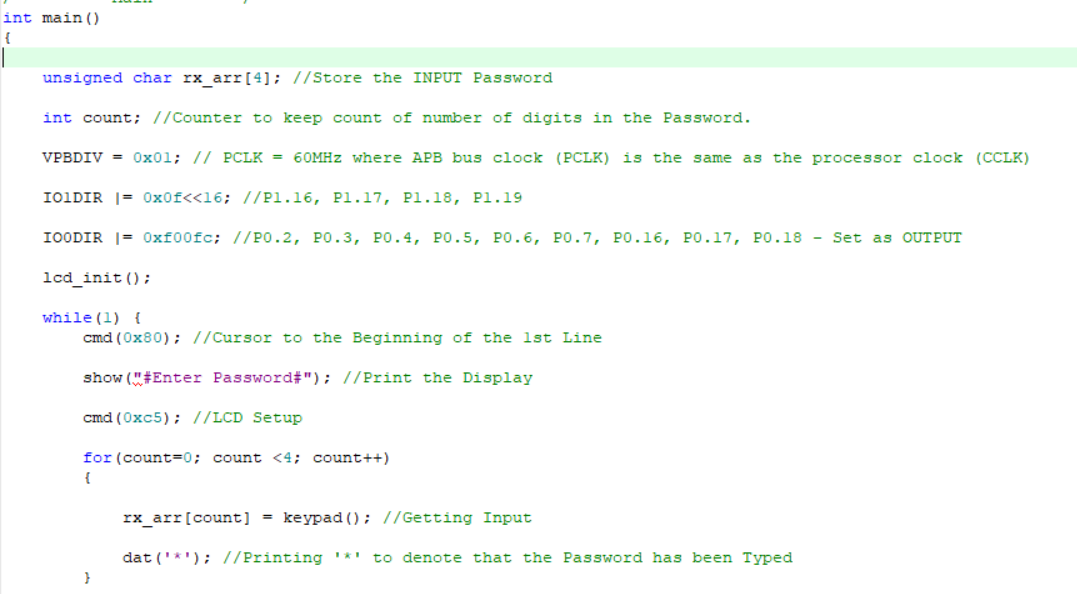 int main()
{
unsigned char rx_arr[4]; //Store the INPUT Password
int count; //Counter to keep count of number of digits in the Password.
VPBDIV = 0x01; // PCLK = 60MHz where APB bus clock (PCLK) is the same as the processor clock (CCLK)
IO1DIR |= 0x0f<<16; //P1.16, P1.17, P1.18, P1.19
IO0DIR |= 0xf00fc; //P0.2, P0.3, P0.4, P0.5, P0.6, P0.7, P0.16, P0.17, P0.18 - Set as OUTPUT
lcd_init();
while(1) {
cmd(0x80); //Cursor to the Beginning of the 1st Line
show("#Enter Password#"); //Print the Display
cmd(0xc5); //LCD Setup
for(count=0; count <4; count++)
{
rx_arr[count] = keypad(); //Getting Input
dat('*'); //Printing '*' to denote that the Password has been Typed
}